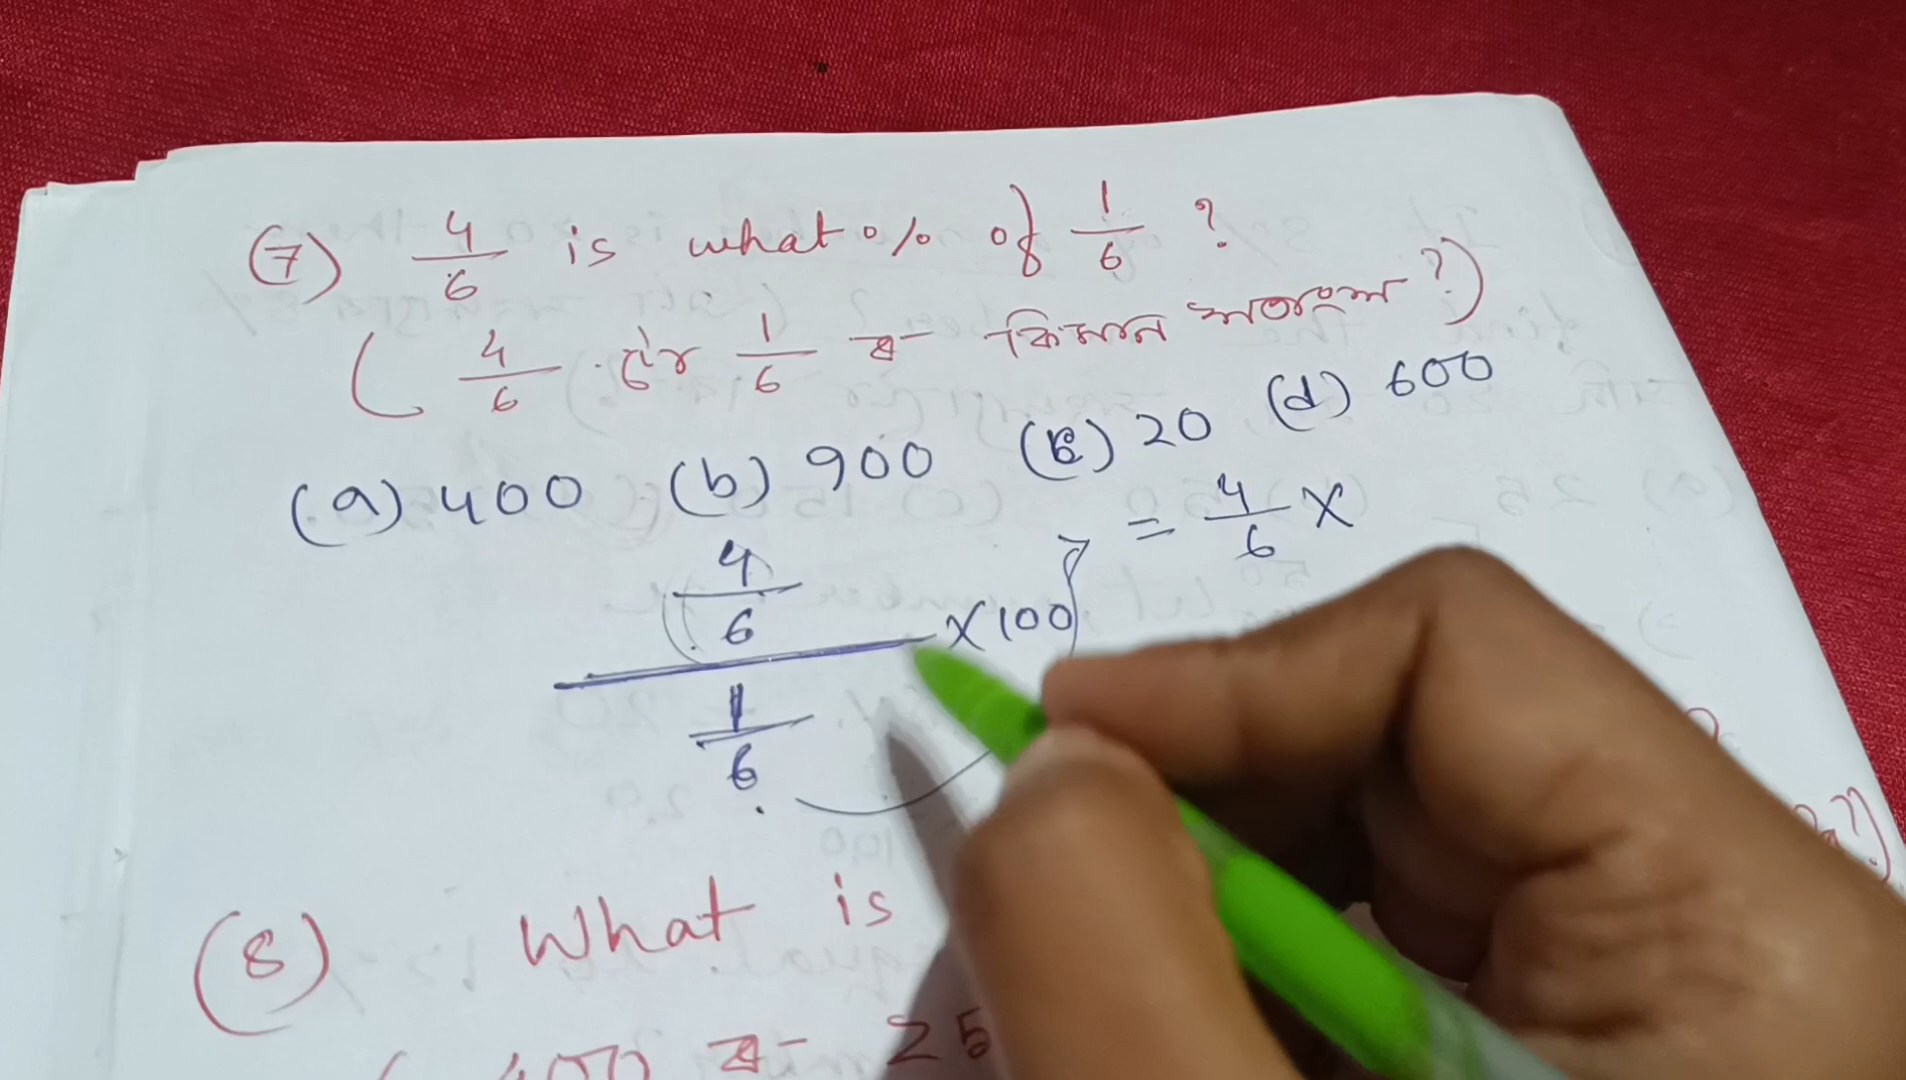 (7) 4/6 is what % of 1/6 ?
( 4/6 হৈছে 1/6 ৰ কিমান শতাংশ ?)
(a) 400 (b) 900 (c) 20 (d) 600
4/6 / 1/6 ×100 = 4/6 ×
(8) What is
400 ৰ 25